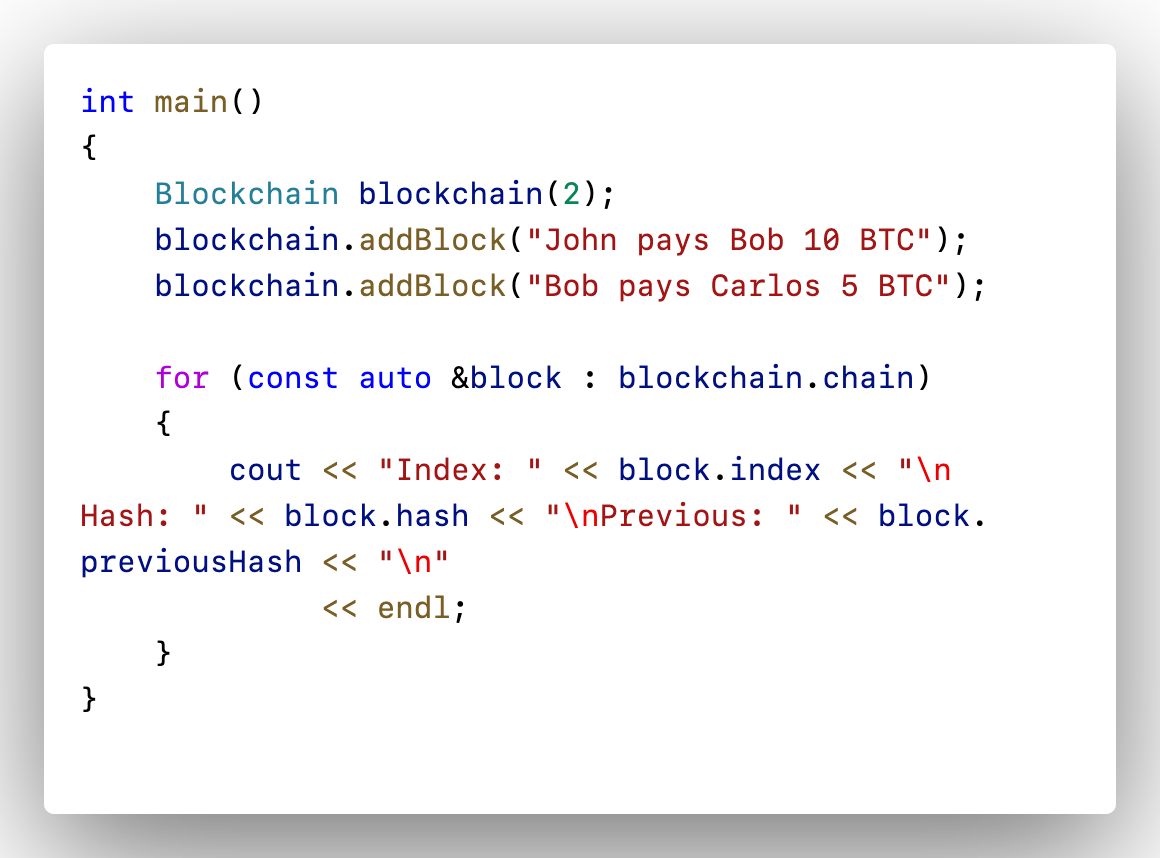 int main()
{
    Blockchain blockchain(2);
    blockchain.addBlock("John pays Bob 10 BTC");
    blockchain.addBlock("Bob pays Carlos 5 BTC");

    for (const auto &block : blockchain.chain)
    {
        cout << "Index: " << block.index << "\n
Hash: " << block.hash << "\nPrevious: " << block.
previousHash << "\n"
             << endl;
    }
}